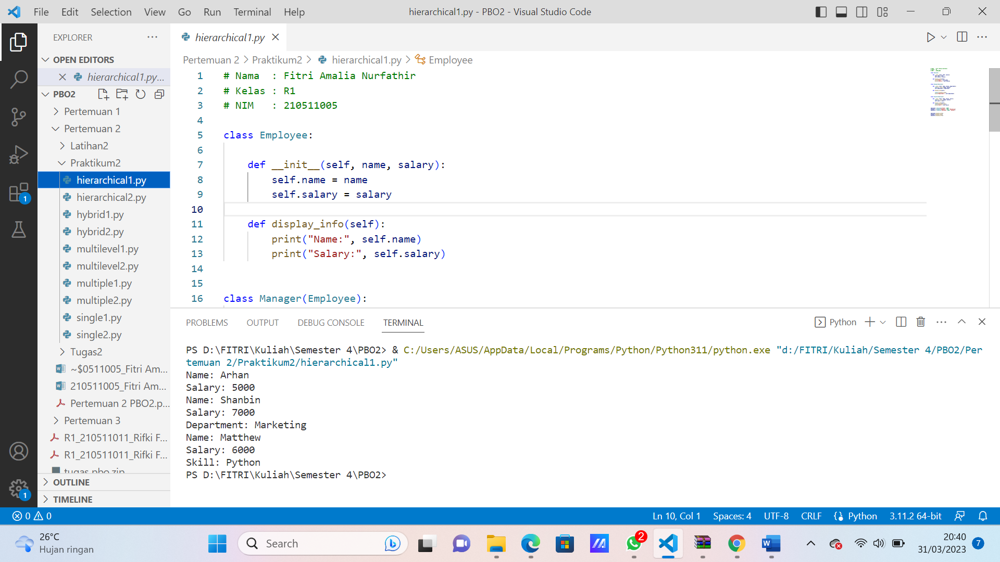 File Edit Selection View Go Run Terminal Help
hierarchical1.py - PBO2 - Visual Studio Code
EXPLORER
OPEN EDITORS
hierarchical1.py...
PBO2
Pertemuan 1
Pertemuan 2
Latihan2
Praktikum2
hierarchical1.py
hierarchical2.py
hybrid1.py
hybrid2.py
multilevel1.py
multilevel2.py
multiple1.py
multiple2.py
single1.py
single2.py
Tugas2
~$0511005_Fitri Am...
210511005_Fitri Am...
Pertemuan 2 PBO2.p...
Pertemuan 3
R1_210511011_Rifki F...
R1_210511011_Rifki F...
tugas pbo.zip
OUTLINE
TIMELINE
1
1
hierarchical1.py
Pertemuan 2 > Praktikum2 > hierarchical1.py > Employee
1 # Nama  : Fitri Amalia Nurfathir
2 # Kelas : R1
3 # NIM   : 210511005
4
5 class Employee:
6
7     def __init__(self, name, salary):
8         self.name = name
9         self.salary = salary
10
11     def display_info(self):
12         print("Name:", self.name)
13         print("Salary:", self.salary)
14
15
16 class Manager(Employee):
PROBLEMS OUTPUT DEBUG CONSOLE TERMINAL
Python
PS D:\FITRI\Kuliah\Semester 4\PBO2> & C:/Users/ASUS/AppData/Local/Programs/Python/Python311/python.exe "d:/FITRI/Kuliah/Semester 4/PBO2/Per
temuan 2/Praktikum2/hierarchical1.py"
Name: Arhan
Salary: 5000
Name: Shanbin
Salary: 7000
Department: Marketing
Name: Matthew
Salary: 6000
Skill: Python
PS D:\FITRI\Kuliah\Semester 4\PBO2>
0 0
Ln 10, Col 1 Spaces: 4 UTF-8 CRLF Python 3.11.2 64-bit
26°C
Hujan ringan
Search
2
20:40
31/03/2023
7